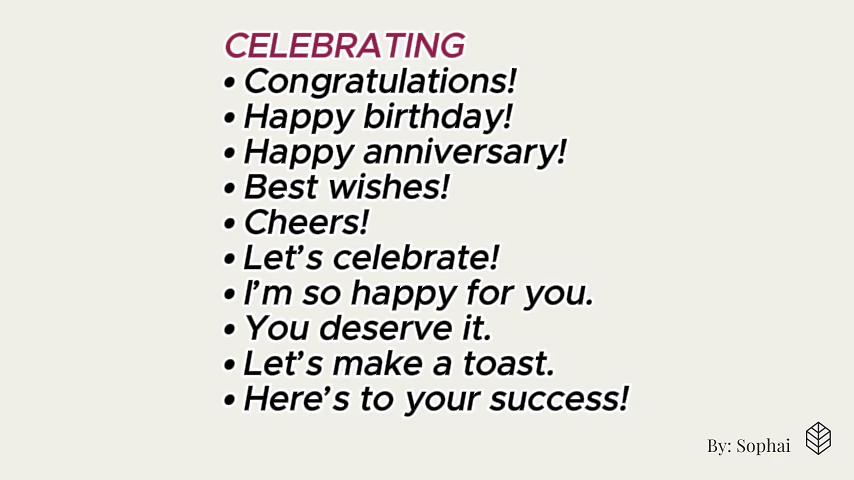 CELEBRATING
• Congratulations!
• Happy birthday!
• Happy anniversary!
• Best wishes!
• Cheers!
• Let’s celebrate!
• I’m so happy for you.
• You deserve it.
• Let’s make a toast.
• Here’s to your success!
By: Sophai